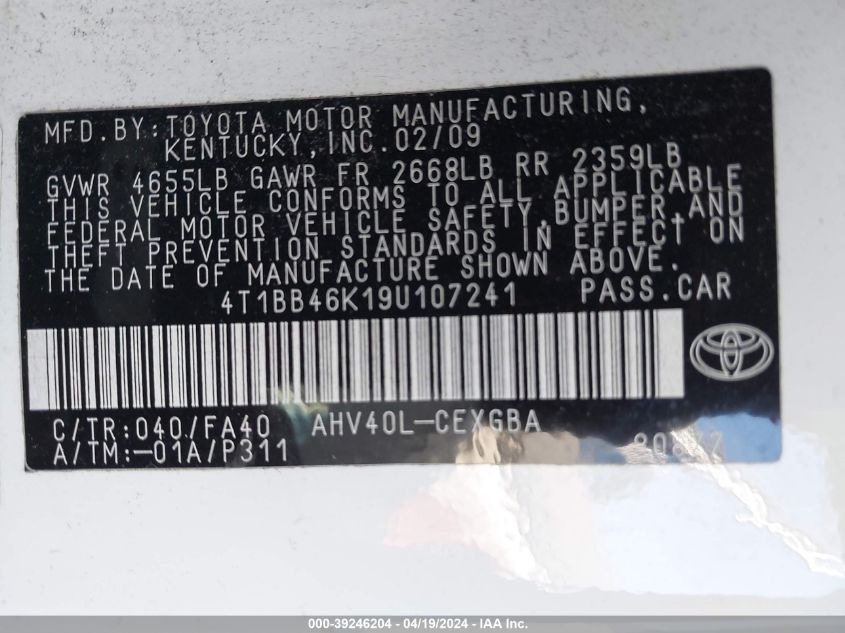 MFD.BY:TOYOTA MOTOR MANUFACTURING,
KENTUCKY,INC.02/09
GVWR 4655LB GAWR FR 2668LB RR 2359LB
THIS VEHICLE CONFORMS TO ALL APPLICABLE
FEDERAL MOTOR VEHICLE SAFETY,BUMPER,AND
THEFT PREVENTION STANDARDS IN EFFECT ON
THE DATE OF MANUFACTURE SHOWN ABOVE.
4T1BB46K19U107241 PASS.CAR
C/TR:040/FA40 AHV40L-CEXGBA
A/TM:-01A/P311
000-39246204 - 04/19/2024 - IAA Inc.